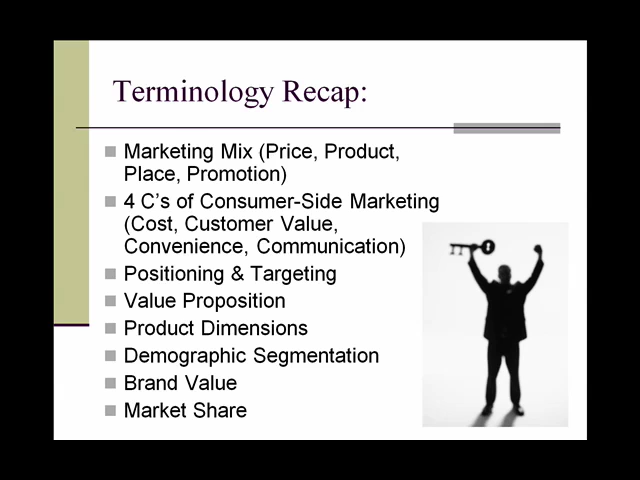 Terminology Recap:
Marketing Mix (Price, Product,
Place, Promotion)
4 C's of Consumer-Side Marketing
(Cost, Customer Value,
Convenience, Communication)
Positioning & Targeting
Value Proposition
Product Dimensions
Demographic Segmentation
Brand Value
Market Share